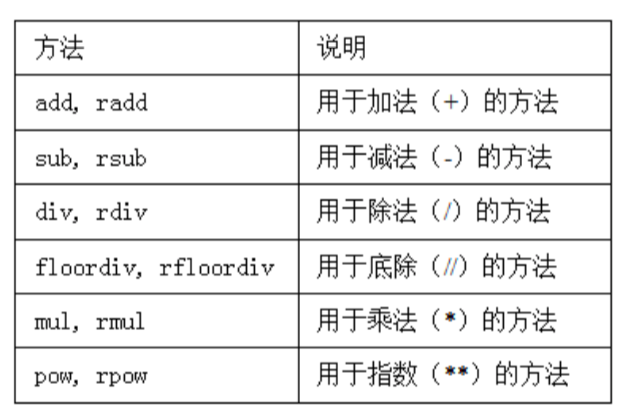 方法 说明
add, radd 用于加法（+）的方法
sub, rsub 用于减法（-）的方法
div, rdiv 用于除法（/）的方法
floordiv, rfloordiv 用于底除（//）的方法
mul, rmul 用于乘法（*）的方法
pow, rpow 用于指数（**）的方法